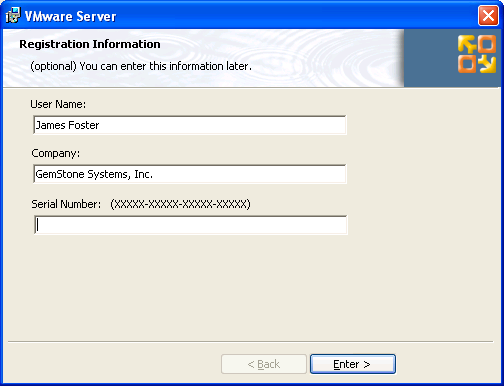 VMware Server
Registration Information
(optional) You can enter this information later.
User Name:
James Foster
Company:
GemStone Systems, Inc.
Serial Number: (XXXXX-XXXXX-XXXXX-XXXXX)
< Back
Enter >